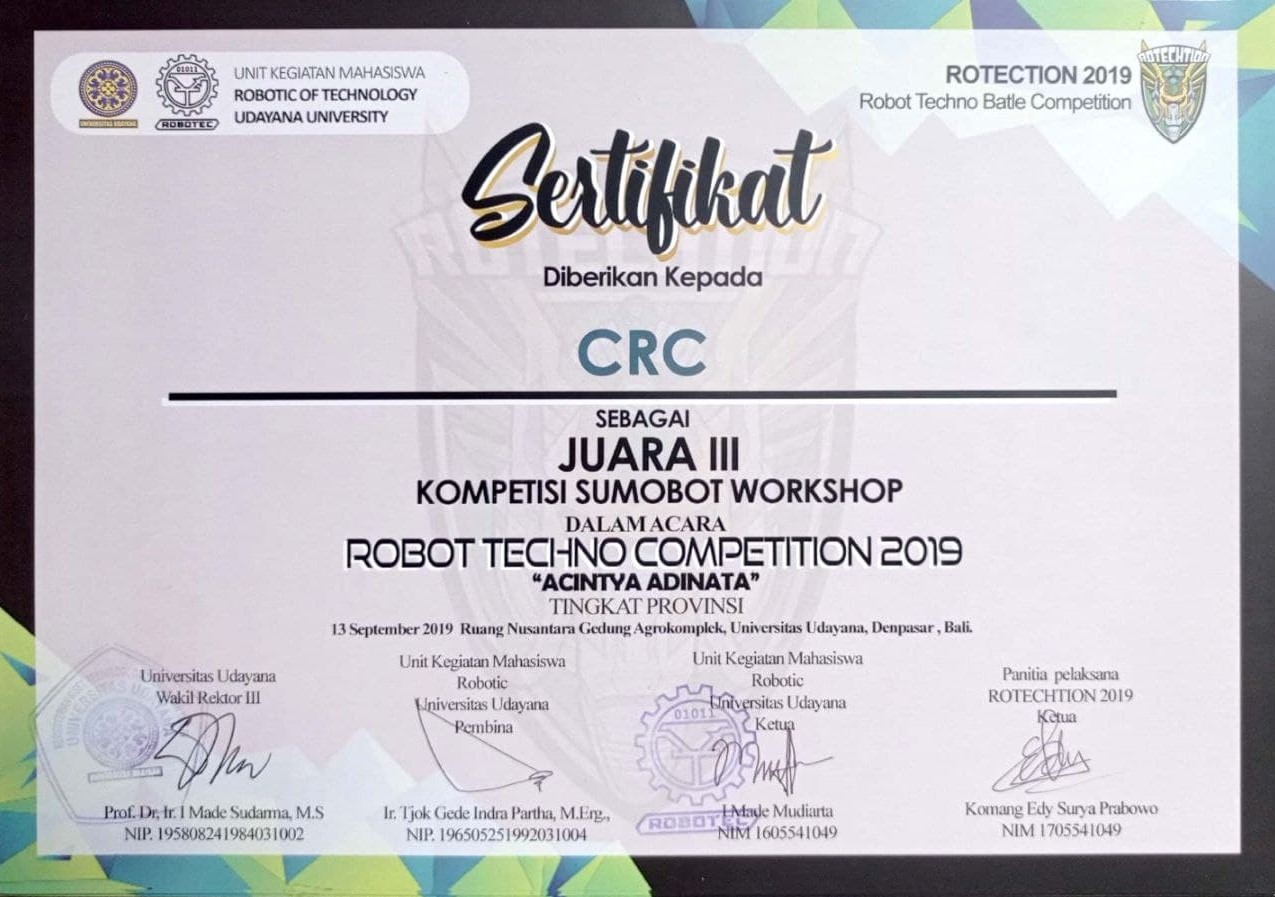 UNIT KEGIATAN MAHASISWA
ROBOTIC OF TECHNOLOGY
UDAYANA UNIVERSITY
UNIVERSITAS UDAYANA
01011
ROBOTEC
ROTECTION 2019
Robot Techno Batle Competition
ROTECHTION
Sertifikat
Diberikan Kepada
CRC
SEBAGAI
JUARA III
KOMPETISI SUMOBOT WORKSHOP
DALAM ACARA
ROBOT TECHNO COMPETITION 2019
“ACINTYA ADINATA”
TINGKAT PROVINSI
13 September 2019 Ruang Nusantara Gedung Agrokomplek, Universitas Udayana, Denpasar , Bali.
Universitas Udayana
Wakil Rektor III
Prof. Dr, Ir. I Made Sudarma, M.S
NIP. 195808241984031002
Unit Kegiatan Mahasiswa
Robotic
Universitas Udayana
Pembina
Ir. Tjok Gede Indra Partha, M.Erg.,
NIP. 196505251992031004
Unit Kegiatan Mahasiswa
Robotic
Universitas Udayana
Ketua
01011
ROBOTEC
I Made Mudiarta
NIM 1605541049
Panitia pelaksana
ROTECHTION 2019
Ketua
Komang Edy Surya Prabowo
NIM 1705541049